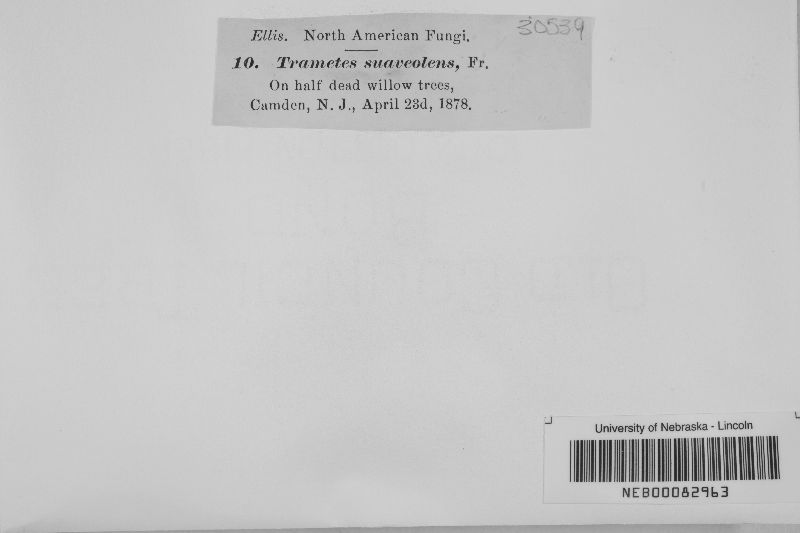 30539
Ellis. North American Fungi.
10. Trametes suaveolens, Fr.
On half dead willow trees,
Camden, N. J., April 23d, 1878.
University of Nebraska - Lincoln
NEB00082963